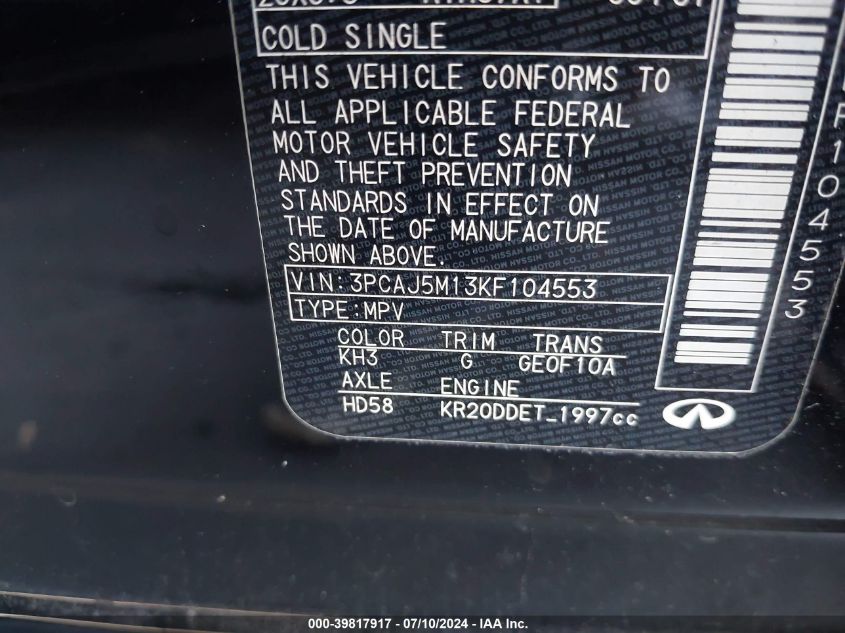 COLD SINGLE
THIS VEHICLE CONFORMS TO
ALL APPLICABLE FEDERAL
MOTOR VEHICLE SAFETY
AND THEFT PREVENTION
STANDARDS IN EFFECT ON
THE DATE OF MANUFACTURE
SHOWN ABOVE.
VIN:3PCAJ5M13KF104553
TYPE:MPV
COLOR TRIM TRANS
KH3 G GE0F10A
AXLE ENGINE
HD58 KR20DDET_1997cc
F104553
000-39817917 - 07/10/2024 - IAA Inc.